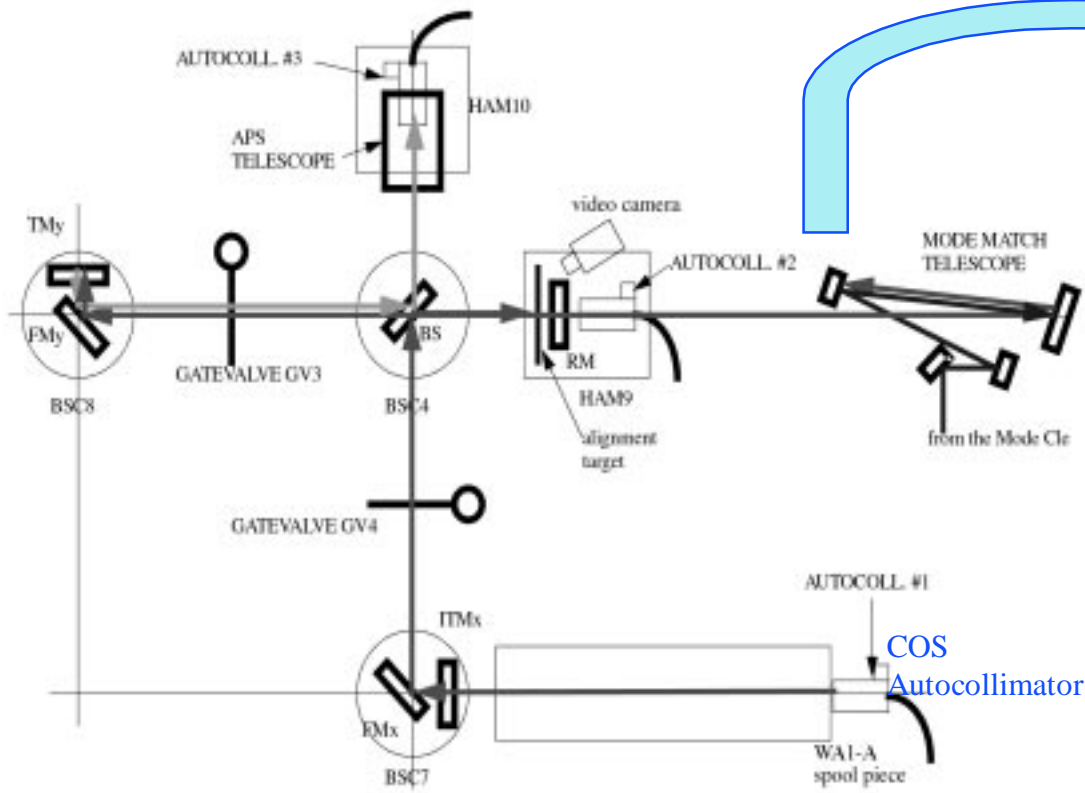 AUTOCOLL. #3
HAM10
APS
TELESCOPE
video camera
TMy
MODE MATCH
TELESCOPE
AUTOCOLL. #2
FMy
BS
RM
GATEVALVE GV3
HAM9
BSC8
BSC4
alignment
target
from the Mode Cle
GATEVALVE GV4
AUTOCOLL. #1
ITMx
COS
Autocollimator
FMx
WA1-A
spool piece
BSC7